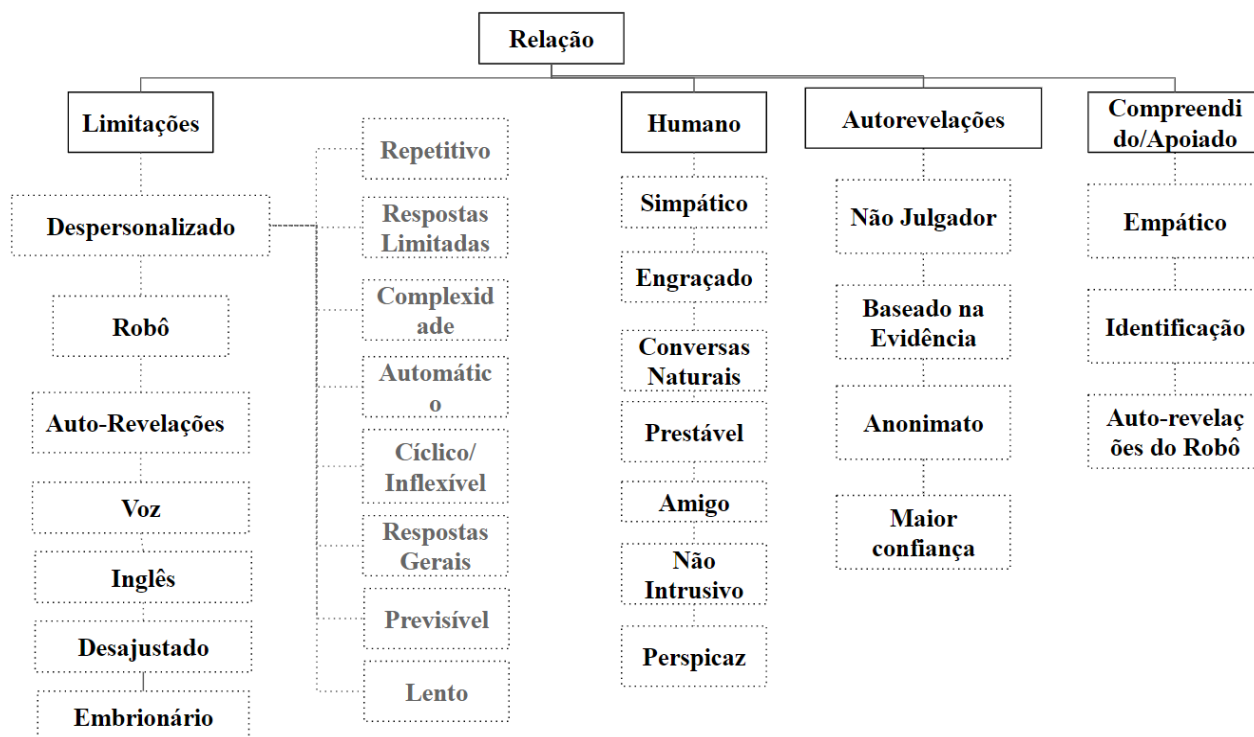 Relação
Limitações
Despersonalizado
Robô
Auto-Revelações
Voz
Inglês
Desajustado
Embrionário
Repetitivo
Respostas
Limitadas
Complexid
ade
Automátic
o
Cíclico/
Inflexível
Respostas
Gerais
Previsível
Lento
Humano
Simpático
Engraçado
Conversas
Naturais
Prestável
Amigo
Não
Intrusivo
Perspicaz
Autorevelações
Não Julgador
Baseado na
Evidência
Anonimato
Maior
confiança
Compreendi
do/Apoiado
Empático
Identificação
Auto-revelaç
ões do Robô